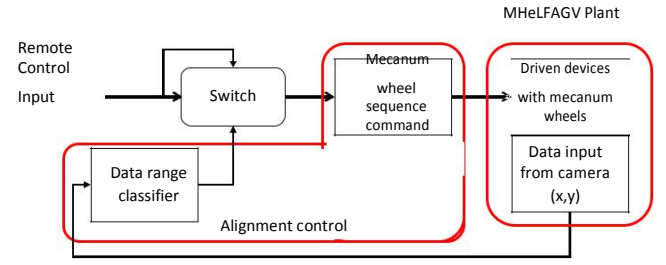 MHeLFAGV Plant
Remote
Control
Input
Switch
Mecanum
wheel
sequence
command
Driven devices
with mecanum
wheels
Data input
from camera
(x,y)
Data range
classifier
Alignment control